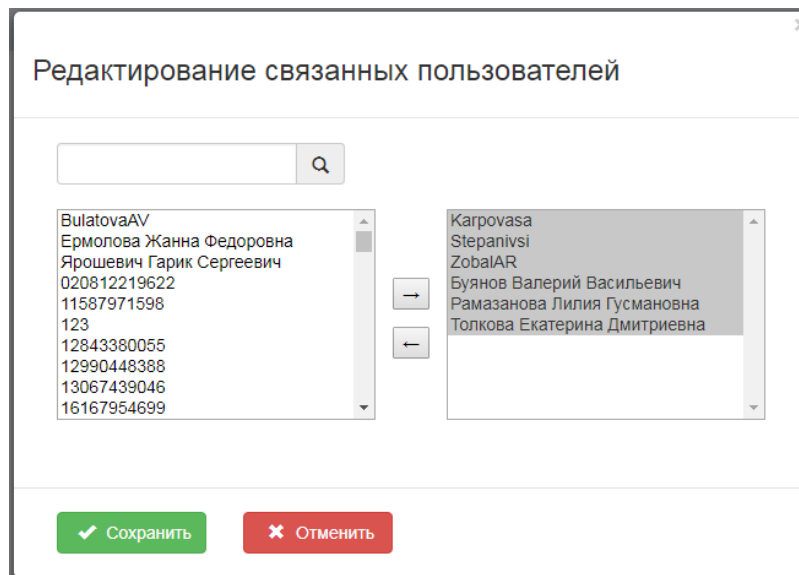 Редактирование связанных пользователей
BulatovaAV
Ермолова Жанна Федоровна
Ярошевич Гарик Сергеевич
020812219622
11587971598
123
12843380055
12990448388
13067439046
16167954699
→
←
Karpovasa
Stepanivsi
ZobalAR
Буянов Валерий Васильевич
Рамазанова Лилия Гусмановна
Толкова Екатерина Дмитриевна
Сохранить
Отменить